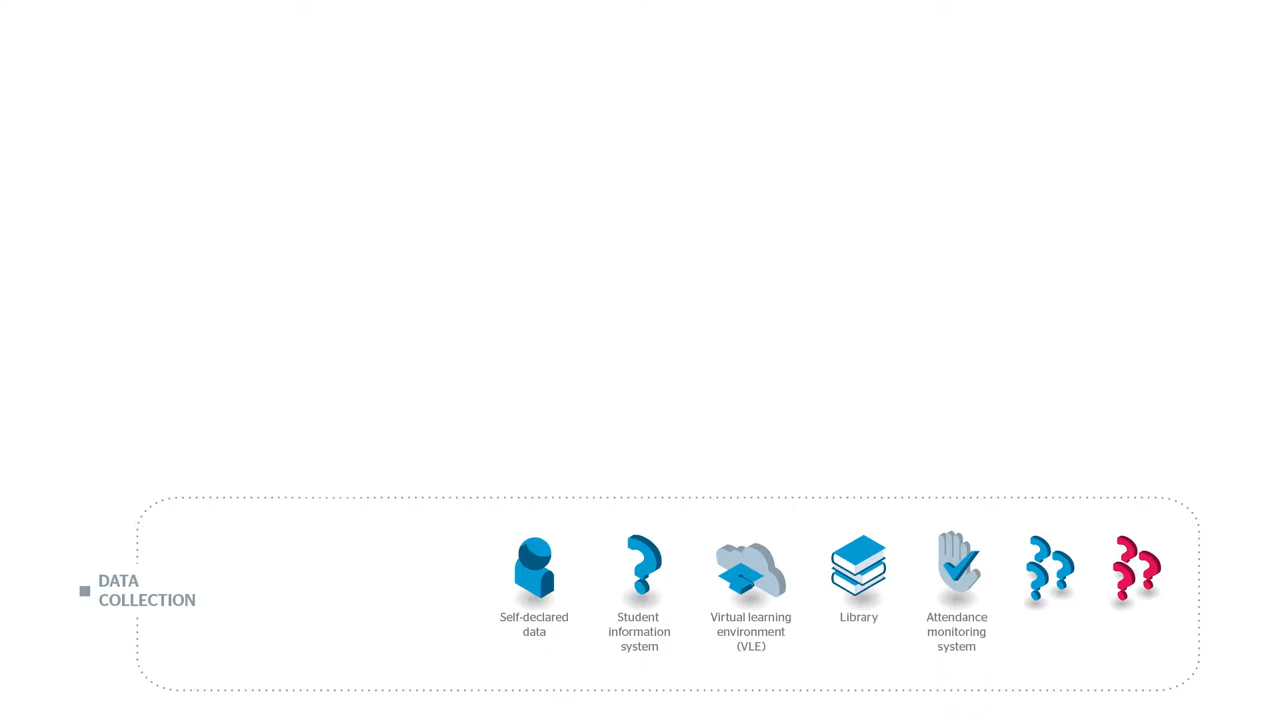 DATA
COLLECTION
Self-declared
data
Student
information
system
Virtual learning
environment
(VLE)
Library
Attendance
monitoring
system